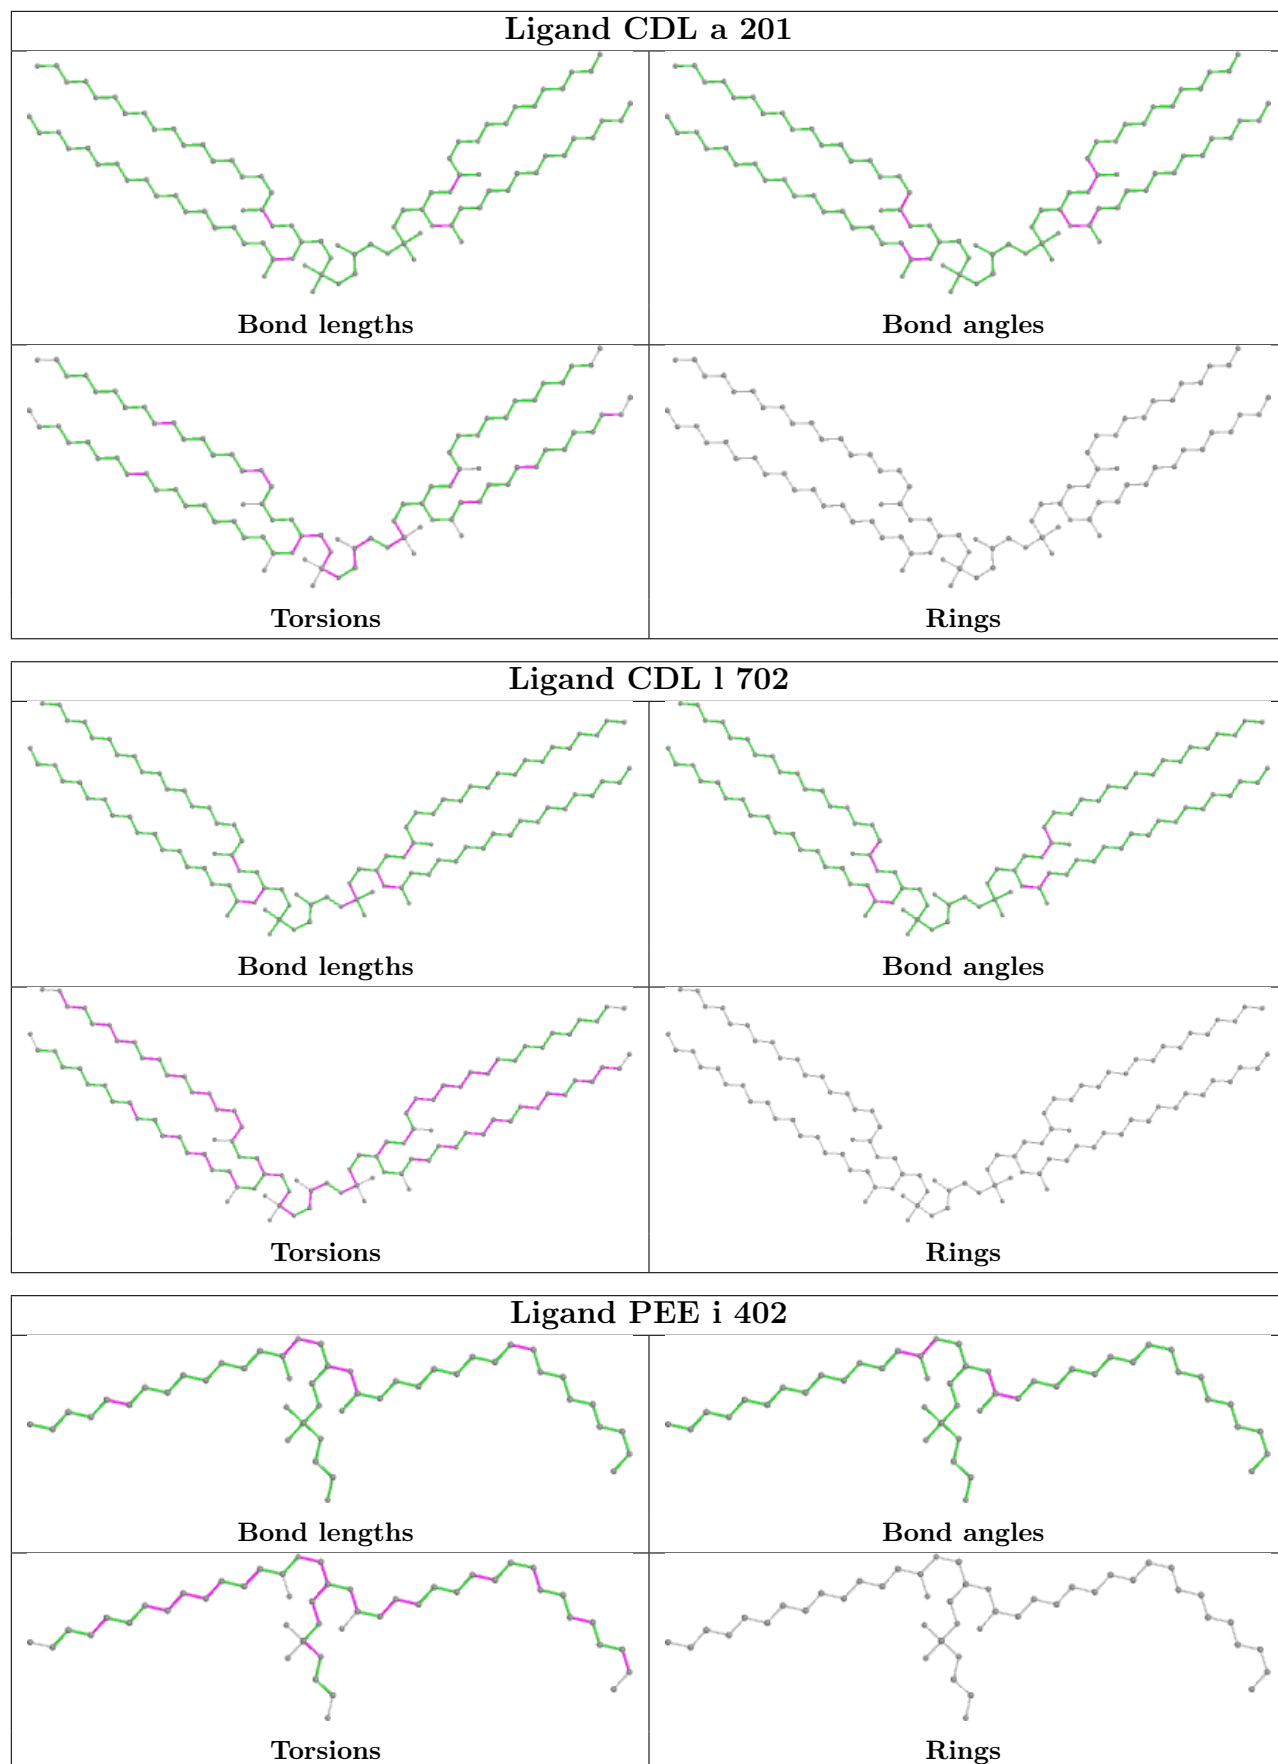 Ligand CDL a 201
Bond lengths
Bond angles
Torsions
Rings
Ligand CDL l 702
Bond lengths
Bond angles
Torsions
Rings
Ligand PEE i 402
Bond lengths
Bond angles
Torsions
Rings